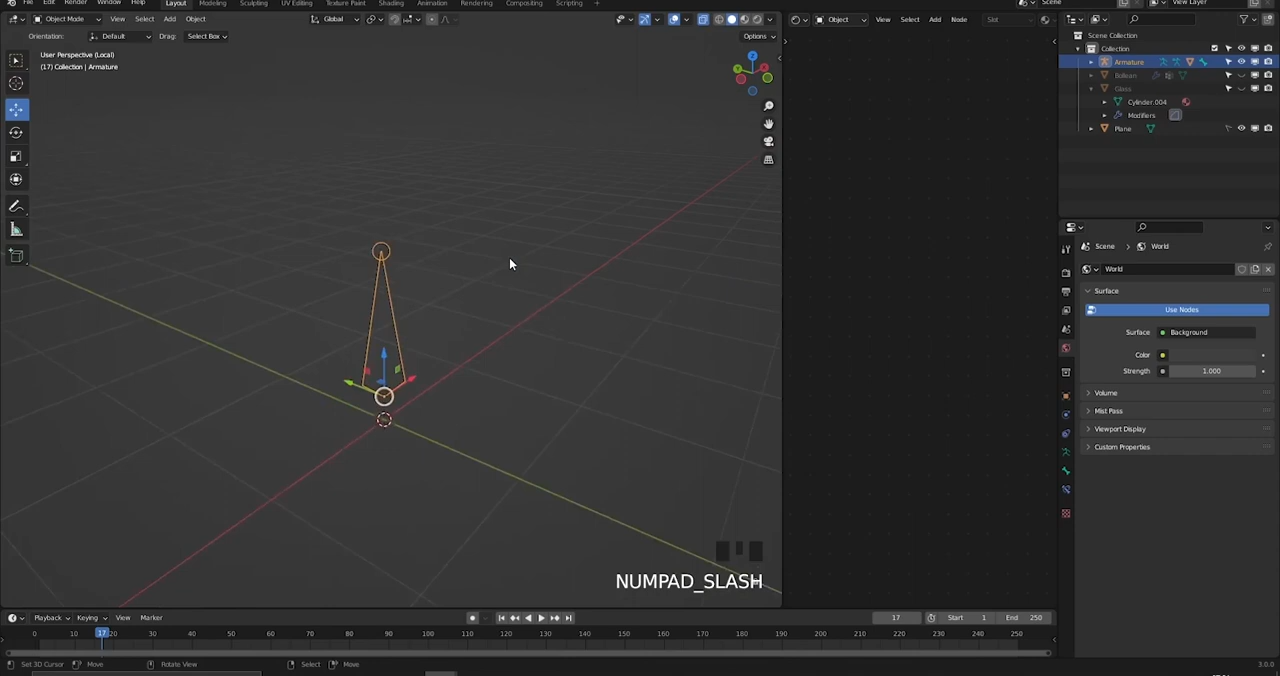 File Edit Render Window Help Layout Modeling Sculpting UV Editing Texture Paint Shading Animation Rendering Compositing Scripting + Scene View Layer
Object Mode View Select Add Object Global Options Object View Select Add Node Slot
Orientation: Default Drag: Select Box Options
User Perspective (Local)
(17) Collection | Armature
Z
Y
X
Scene Collection
Collection
Armature
Glass
Cylinder.004
Modifiers
Plane
Scene > World
World
Surface
Use Nodes
Surface Background
Color
Strength 1.000
Volume
Mist Pass
Viewport Display
Custom Properties
NUMPAD_SLASH
Playback Keying View Marker 17 Start 1 End 250
0 10 17 20 30 40 50 60 70 80 90 100 110 120 130 140 150 160 170 180 190 200 210 220 230 240 250
Set 3D Cursor Move Rotate View Select Move 3.0.0